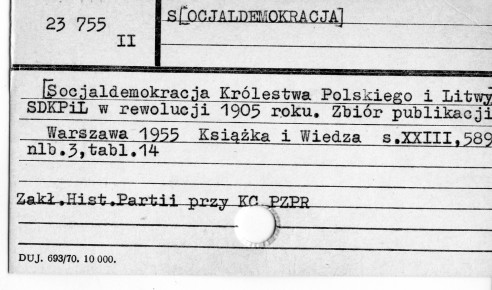 23 755
II
S[OCJALDEMOKRACJA]
[Socjaldemokracja Królestwa Polskiego i Litwy
SDKPiL w rewolucji 1905 roku. Zbiór publikacji
Warszawa 1955 Książka i Wiedza s.XXIII,589
nlb.3,tabl.14
Zakł.Hist.Partii przy KC PZPR
DUJ. 693/70. 10 000.